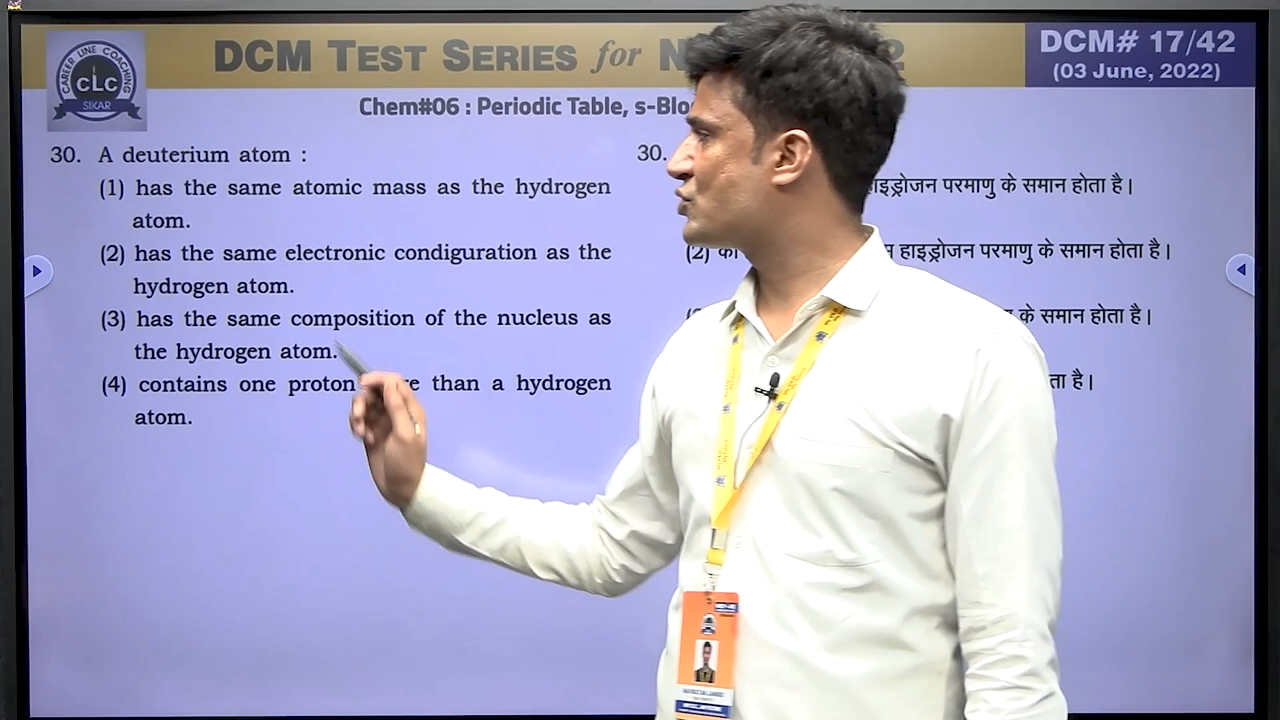 CAREER LINE COACHING
CLC
SIKAR
DCM TEST SERIES for N 2
DCM# 17/42
(03 June, 2022)
Chem#06 : Periodic Table, s-Blo
30. A deuterium atom :
(1) has the same atomic mass as the hydrogen
atom.
(2) has the same electronic condiguration as the
hydrogen atom.
(3) has the same composition of the nucleus as
the hydrogen atom.
(4) contains one proton re than a hydrogen
atom.
30.
हाइड्रोजन परमाणु के समान होता है।
(2) हाइड्रोजन परमाणु के समान होता है।
के समान होता है।
ता है।